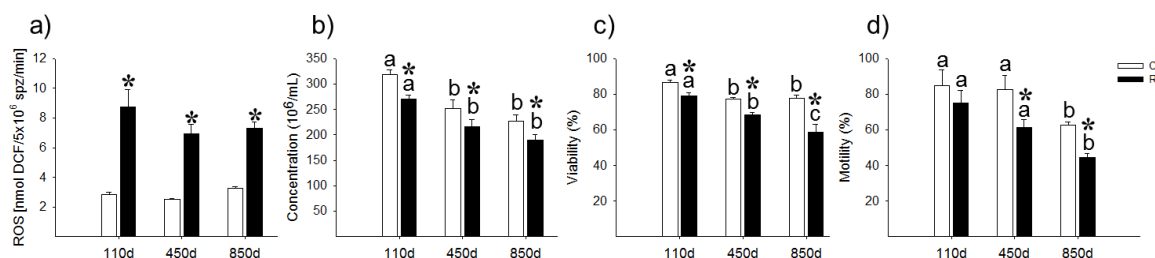 a)
ROS [nmol DCF/5x10⁶ spz/min]
12
10
8
6
4
2
*
*
*
110d 450d 850d
b)
Concentration (10⁶/mL)
350
300
250
200
150
100
50
a * a
b * b
b * b
110d 450d 850d
c)
Viability (%)
100
80
60
40
20
a * a
b * b
b * c
110d 450d 850d
d)
Motility (%)
100
80
60
40
20
a a
a * a
b * b
110d 450d 850d